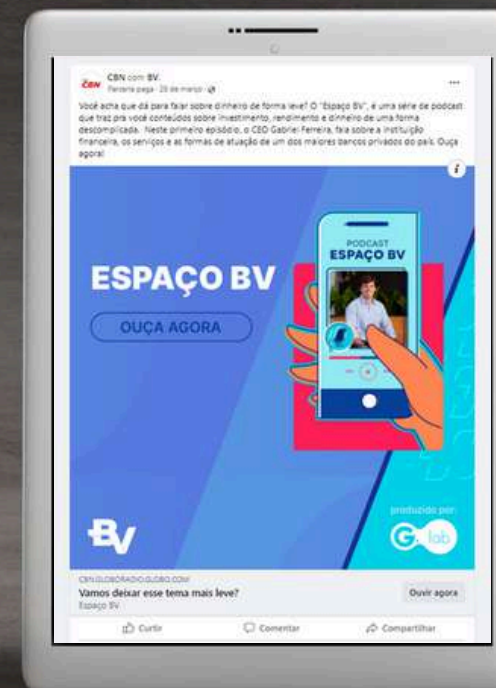 CBN com BV.
Parceria paga · 28 de março ·
Você acha que dá para falar sobre dinheiro de forma leve? O "Espaço BV", é uma série de podcast
que traz pra você conteúdos sobre investimento, rendimento e dinheiro de uma forma
descomplicada. Neste primeiro episódio, o CEO Gabriel Ferreira, fala sobre a instituição
financeira, os serviços e as formas de atuação de um dos maiores bancos privados do país. Ouça
agora!
PODCAST
ESPAÇO BV
ESPAÇO BV
OUÇA AGORA
BV
produzido por:
G.lab
CBN.GLOBORADIO.GLOBO.COM
Vamos deixar esse tema mais leve?
Espaço BV
Ouvir agora
Curtir
Comentar
Compartilhar